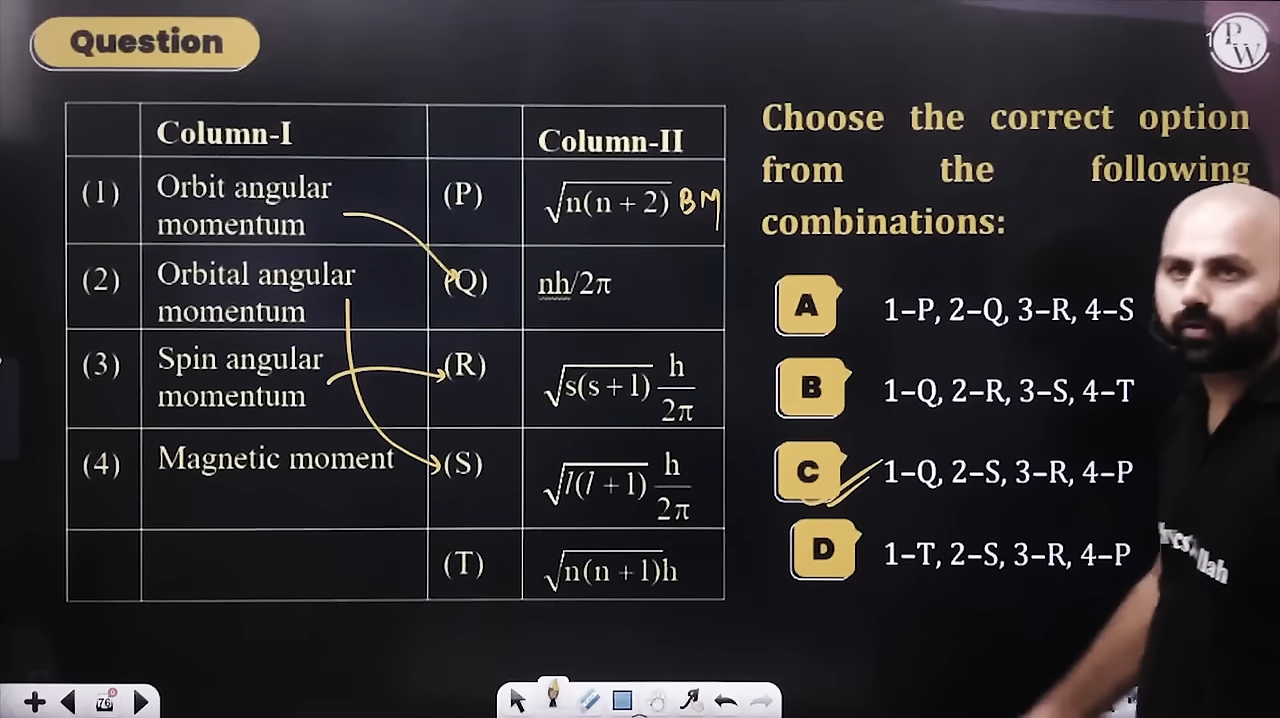 Question
P
W
Column-I
Column-II
(1) Orbit angular momentum (P) √n(n + 2) BM
(2) Orbital angular momentum (Q) nh/2π
(3) Spin angular momentum (R) √s(s + 1) h/2π
(4) Magnetic moment (S) √l(l + 1) h/2π
(T) √n(n + 1)h
Choose the correct option
from the following
combinations:
A 1–P, 2–Q, 3–R, 4–S
B 1–Q, 2–R, 3–S, 4–T
C 1–Q, 2–S, 3–R, 4–P
D 1–T, 2–S, 3–R, 4–P
76